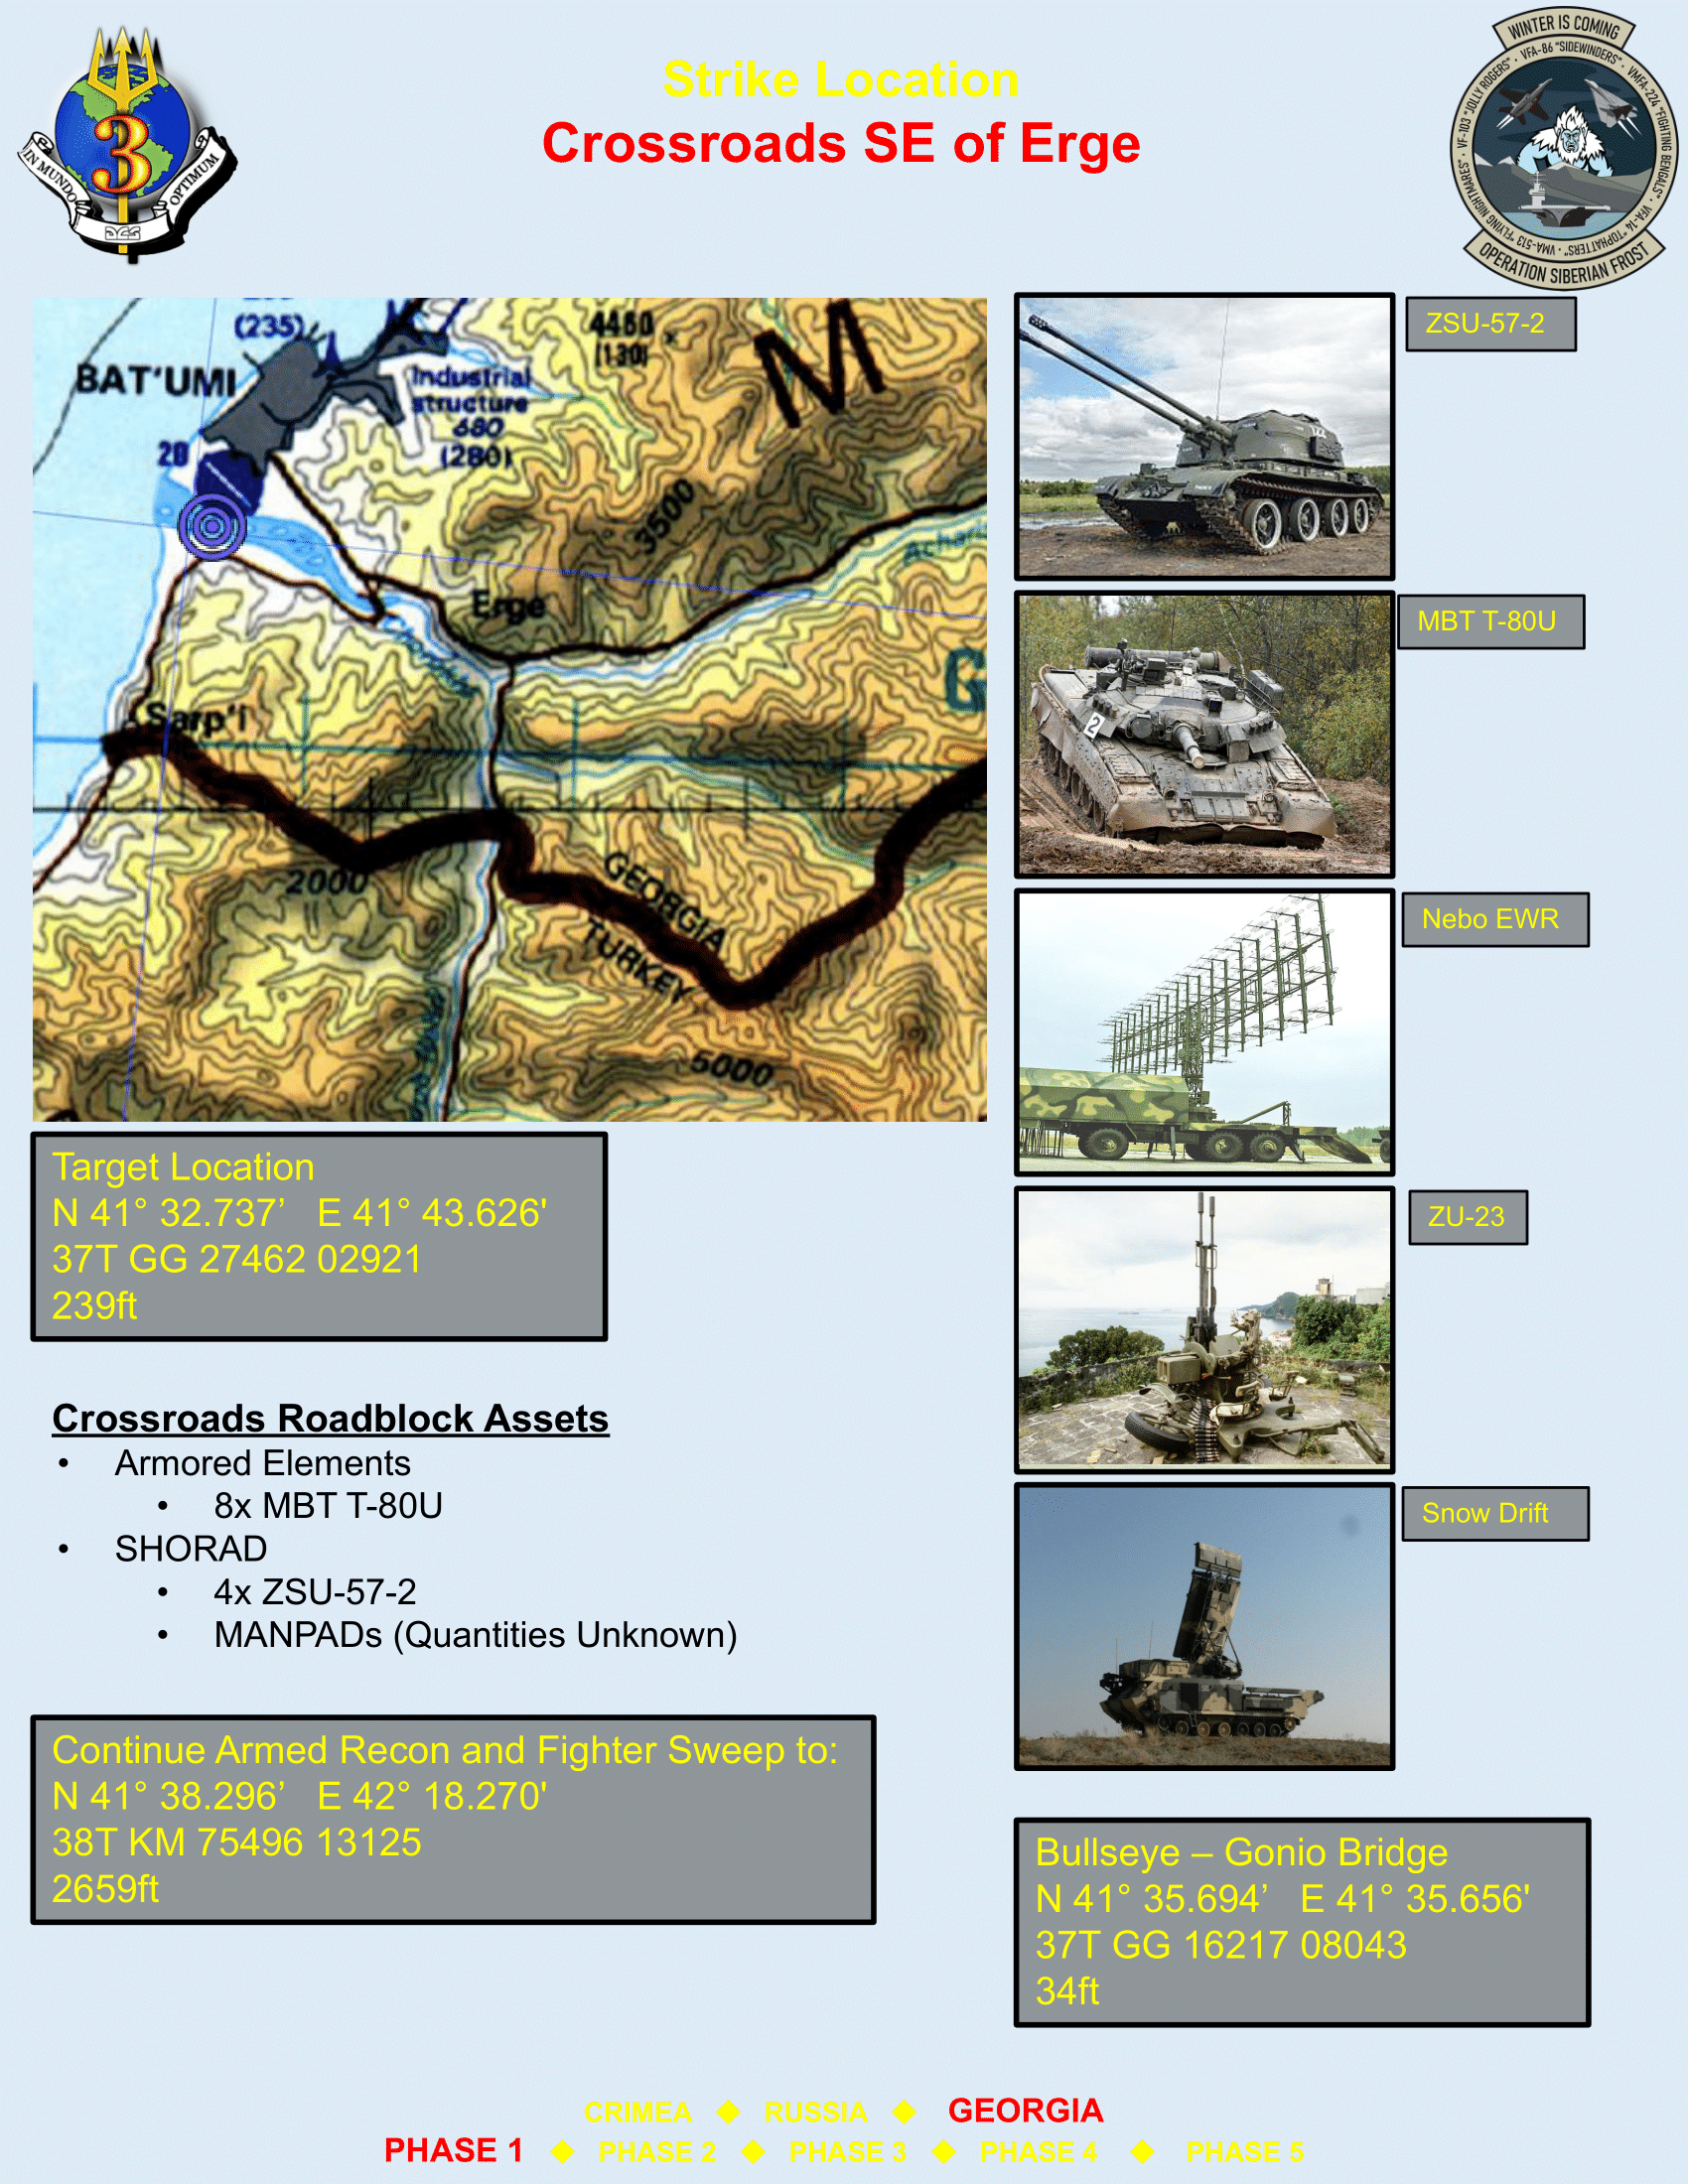 IN MUNDO
3
OPTIMUM
DCS
Strike Location
Crossroads SE of Erge
WINTER IS COMING
VMA-513 "FLYING NIGHTMARES" · VF-103 "JOLLY ROGERS" · VFA-86 "SIDEWINDERS" · VMFA-224 "FIGHTING BENGALS" · VFA-14 "TOPHATTERS" ·
OPERATION SIBERIAN FROST
(235)
4460
(130)
M
BAT'UMI
Industrial
structure
680
(280)
20
3500
Achar
Erge
G
Sarp'i
2000
GEORGIA
TURKEY
5000
ZSU-57-2
122
MBT T-80U
2
Nebo EWR
ZU-23
Snow Drift
Target Location
N 41° 32.737’ E 41° 43.626'
37T GG 27462 02921
239ft
Crossroads Roadblock Assets
• Armored Elements
• 8x MBT T-80U
• SHORAD
• 4x ZSU-57-2
• MANPADs (Quantities Unknown)
Continue Armed Recon and Fighter Sweep to:
N 41° 38.296’ E 42° 18.270'
38T KM 75496 13125
2659ft
Bullseye – Gonio Bridge
N 41° 35.694’ E 41° 35.656'
37T GG 16217 08043
34ft
CRIMEA ◆ RUSSIA ◆ GEORGIA
PHASE 1 ◆ PHASE 2 ◆ PHASE 3 ◆ PHASE 4 ◆ PHASE 5